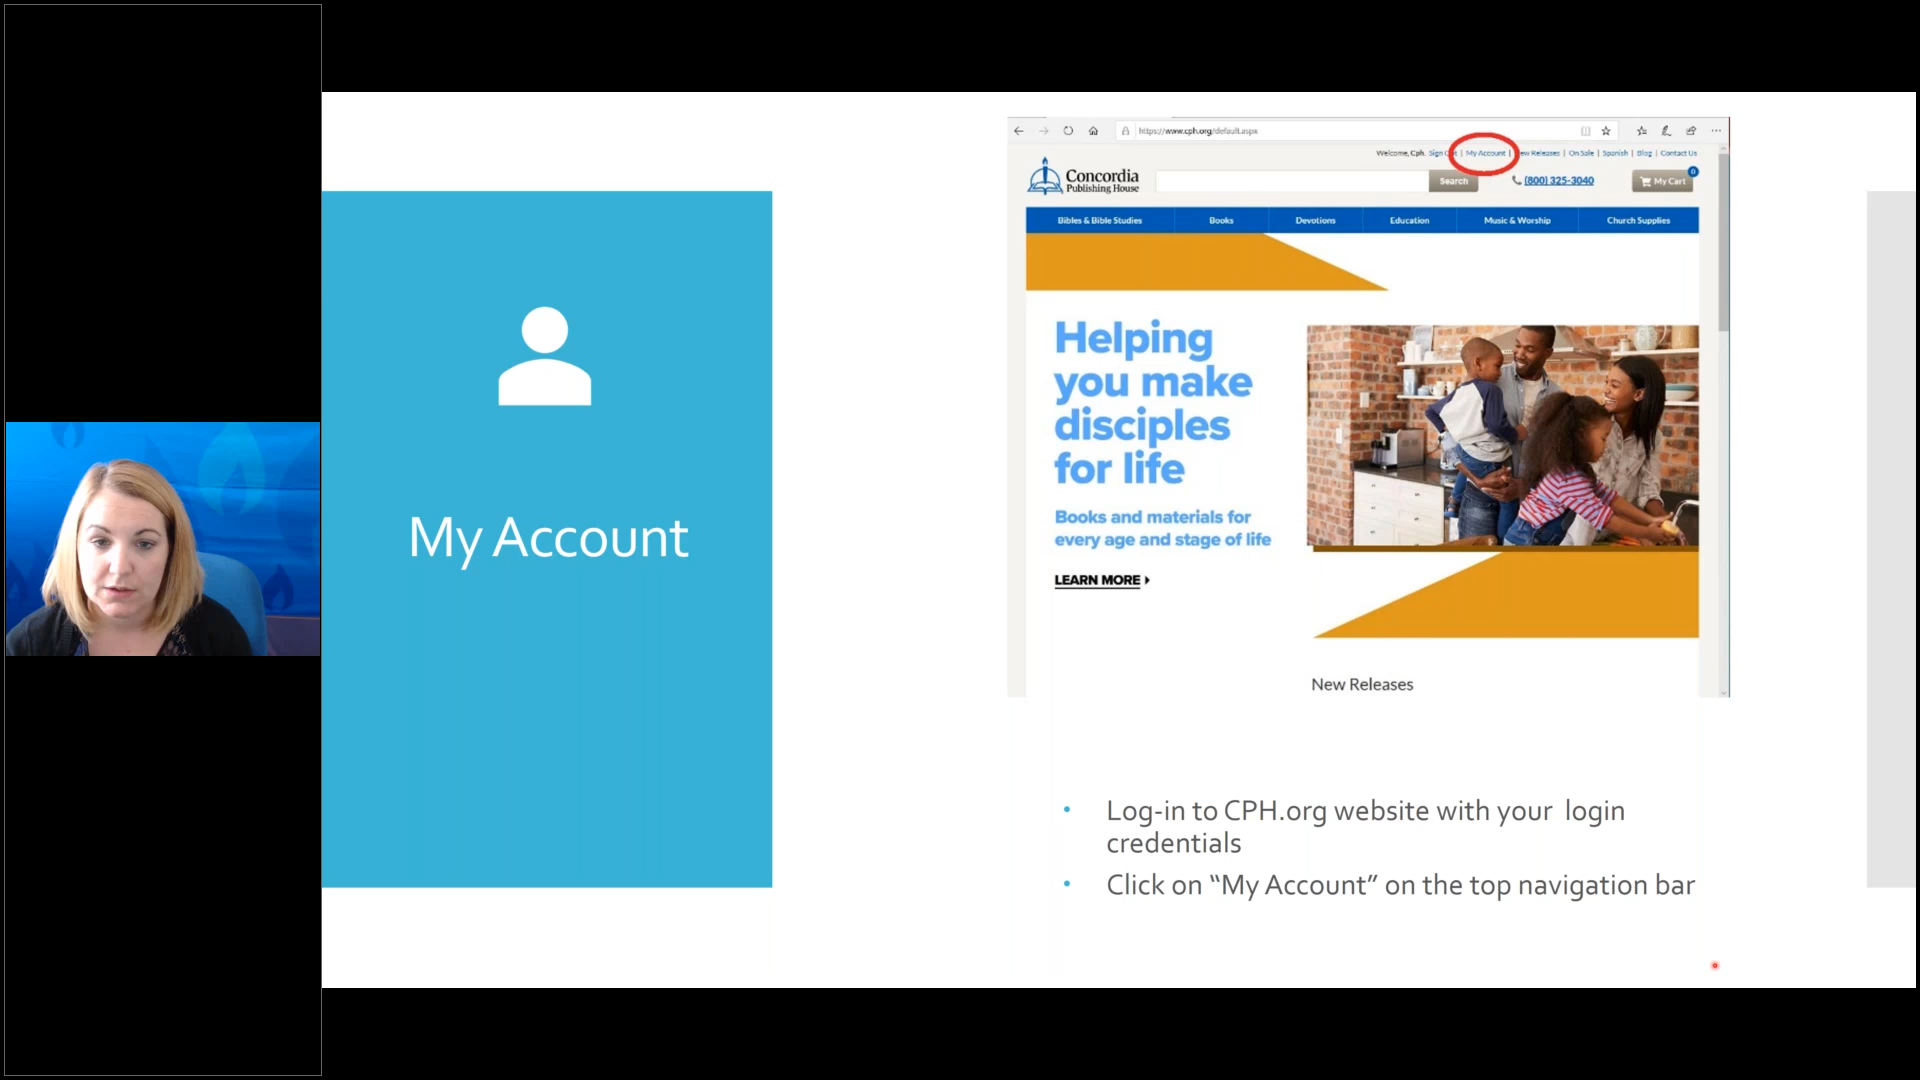 My Account
https://www.cph.org/default.aspx
Welcome, Cph. Sign | My Account | New Releases | On Sale | Spanish | Blog | Contact Us
Concordia
Publishing House
Search
(800) 325-3040
My Cart
0
Bibles & Bible Studies Books Devotions Education Music & Worship Church Supplies
Helping
you make
disciples
for life
Books and materials for
every age and stage of life
LEARN MORE
New Releases
• Log-in to CPH.org website with your login
credentials
• Click on “My Account” on the top navigation bar